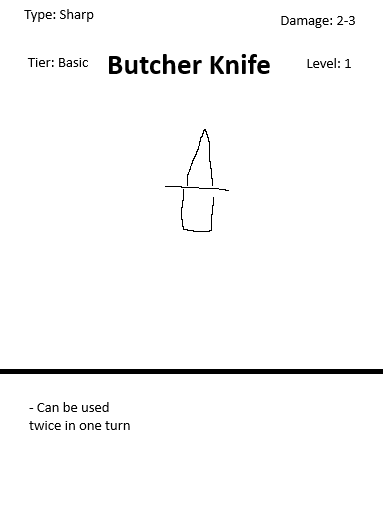 Type: Sharp
Damage: 2-3
Tier: Basic
Butcher Knife
Level: 1
- Can be used
twice in one turn